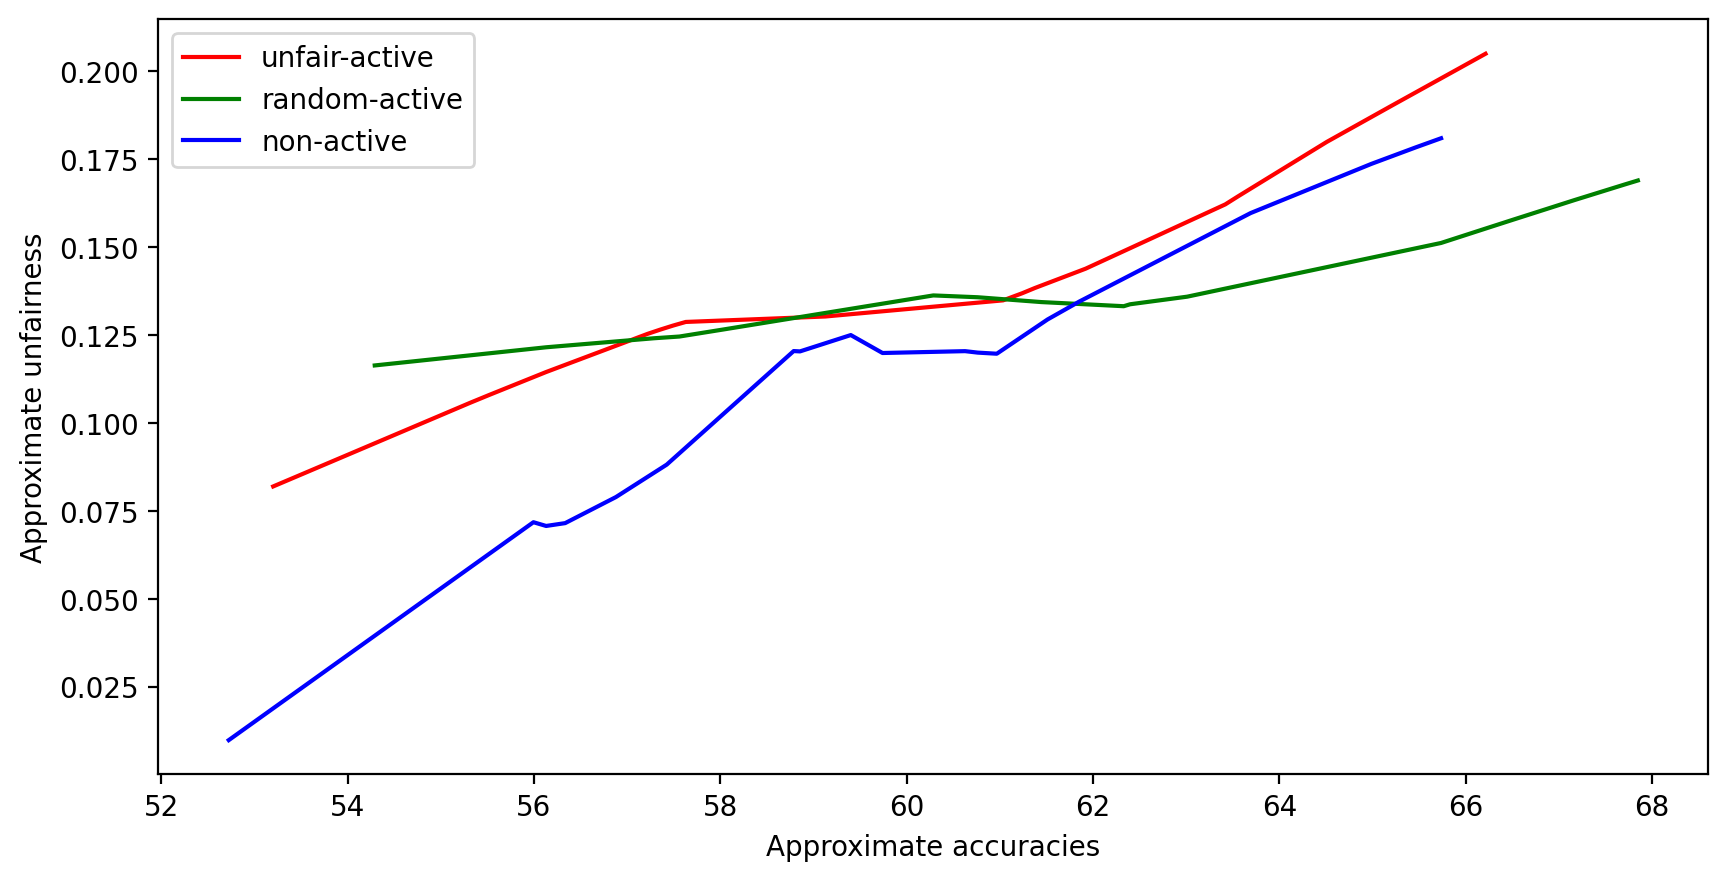 unfair-active
random-active
non-active
0.200
0.175
0.150
0.125
0.100
0.075
0.050
0.025
Approximate unfairness
52 54 56 58 60 62 64 66 68
Approximate accuracies